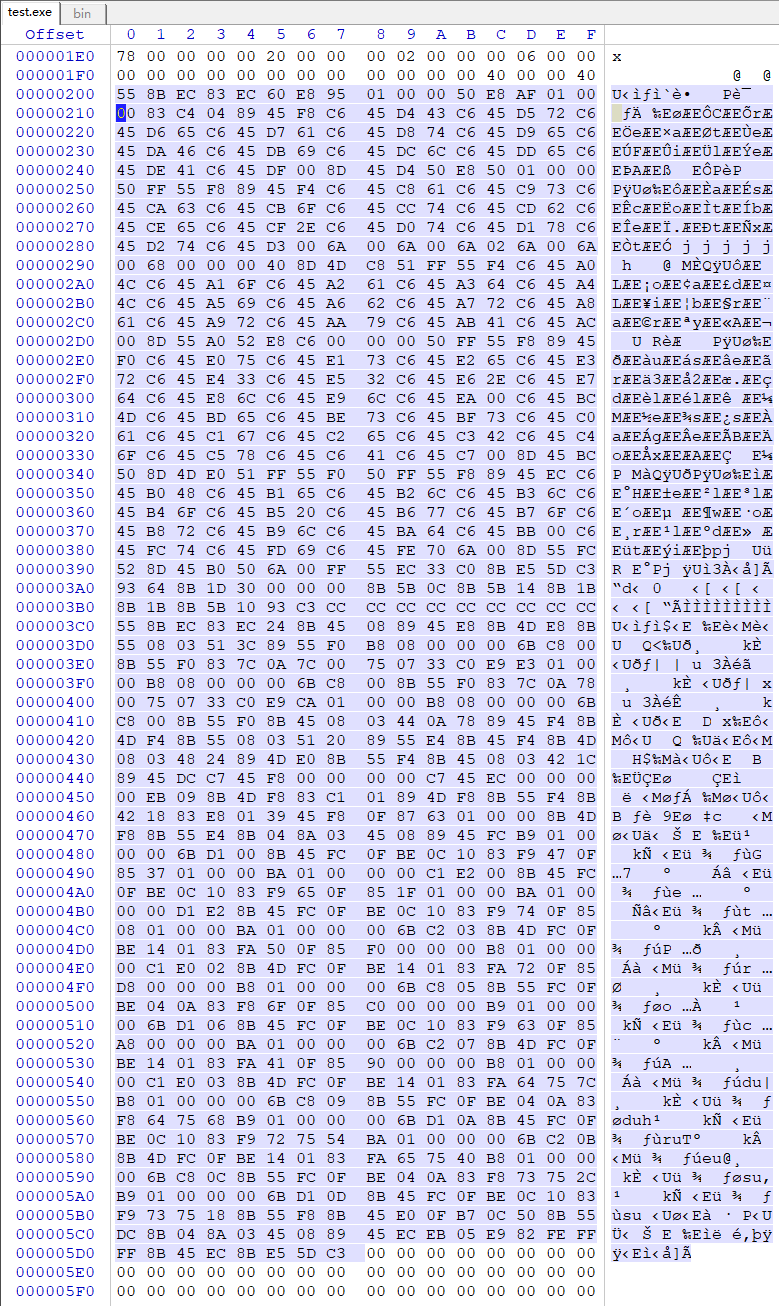 test.exe bin
Offset 0 1 2 3 4 5 6 7 8 9 A B C D E F
000001E0 78 00 00 00 00 20 00 00 00 02 00 00 00 06 00 00 x
000001F0 00 00 00 00 00 00 00 00 00 00 00 00 40 00 00 40 @ @
00000200 55 8B EC 83 EC 60 E8 95 01 00 00 50 E8 AF 01 00 U‹ìƒì`è• Pè¯
00000210 00 83 C4 04 89 45 F8 C6 45 D4 43 C6 45 D5 72 C6 ƒÄ ‰EøÆEÔCÆEÕrÆ
00000220 45 D6 65 C6 45 D7 61 C6 45 D8 74 C6 45 D9 65 C6 EÖeÆE×aÆEØtÆEÙeÆ
00000230 45 DA 46 C6 45 DB 69 C6 45 DC 6C C6 45 DD 65 C6 EÚFÆEÛiÆEÜlÆEÝeÆ
00000240 45 DE 41 C6 45 DF 00 8D 45 D4 50 E8 50 01 00 00 EÞAÆEß EÔPèP
00000250 50 FF 55 F8 89 45 F4 C6 45 C8 61 C6 45 C9 73 C6 PÿUø‰EôÆEÈaÆEÉsÆ
00000260 45 CA 63 C6 45 CB 6F C6 45 CC 74 C6 45 CD 62 C6 EÊcÆEËoÆEÌtÆEÍbÆ
00000270 45 CE 65 C6 45 CF 2E C6 45 D0 74 C6 45 D1 78 C6 EÎeÆEÏ.ÆEÐtÆEÑxÆ
00000280 45 D2 74 C6 45 D3 00 6A 00 6A 00 6A 02 6A 00 6A EÒtÆEÓ j j j j j
00000290 00 68 00 00 00 40 8D 4D C8 51 FF 55 F4 C6 45 A0 h @ MÈQÿUôÆE
000002A0 4C C6 45 A1 6F C6 45 A2 61 C6 45 A3 64 C6 45 A4 LÆE¡oÆE¢aÆE£dÆE¤
000002B0 4C C6 45 A5 69 C6 45 A6 62 C6 45 A7 72 C6 45 A8 LÆE¥iÆE¦bÆE§rÆE¨
000002C0 61 C6 45 A9 72 C6 45 AA 79 C6 45 AB 41 C6 45 AC aÆE©rÆEªyÆE«AÆE¬
000002D0 00 8D 55 A0 52 E8 C6 00 00 00 50 FF 55 F8 89 45 U RèÆ PÿUø‰E
000002E0 F0 C6 45 E0 75 C6 45 E1 73 C6 45 E2 65 C6 45 E3 ðÆEàuÆEásÆEâeÆEã
000002F0 72 C6 45 E4 33 C6 45 E5 32 C6 45 E6 2E C6 45 E7 rÆEä3ÆEå2ÆEæ.ÆEç
00000300 64 C6 45 E8 6C C6 45 E9 6C C6 45 EA 00 C6 45 BC dÆEèlÆEélÆEê ÆE¼
00000310 4D C6 45 BD 65 C6 45 BE 73 C6 45 BF 73 C6 45 C0 MÆE½eÆE¾sÆE¿sÆEÀ
00000320 61 C6 45 C1 67 C6 45 C2 65 C6 45 C3 42 C6 45 C4 aÆEÁgÆEÂeÆEÃBÆEÄ
00000330 6F C6 45 C5 78 C6 45 C6 41 C6 45 C7 00 8D 45 BC oÆEÅxÆEÆAÆEÇ E¼
00000340 50 8D 4D E0 51 FF 55 F0 50 FF 55 F8 89 45 EC C6 P MàQÿUðPÿUø‰EìÆ
00000350 45 B0 48 C6 45 B1 65 C6 45 B2 6C C6 45 B3 6C C6 E°HÆE±eÆE²lÆE³lÆ
00000360 45 B4 6F C6 45 B5 20 C6 45 B6 77 C6 45 B7 6F C6 E´oÆEµ ÆE¶wÆE·oÆ
00000370 45 B8 72 C6 45 B9 6C C6 45 BA 64 C6 45 BB 00 C6 E¸rÆE¹lÆEºdÆE» Æ
00000380 45 FC 74 C6 45 FD 69 C6 45 FE 70 6A 00 8D 55 FC EütÆEýiÆEþpj Uü
00000390 52 8D 45 B0 50 6A 00 FF 55 EC 33 C0 8B E5 5D C3 R E°Pj ÿUì3À‹å]Ã
000003A0 93 64 8B 1D 30 00 00 00 8B 5B 0C 8B 5B 14 8B 1B “d‹ 0 ‹[ ‹[ ‹
000003B0 8B 1B 8B 5B 10 93 C3 CC CC CC CC CC CC CC CC CC ‹ ‹[ “ÃÌÌÌÌÌÌÌÌÌ
000003C0 55 8B EC 83 EC 24 8B 45 08 89 45 E8 8B 4D E8 8B U‹ìƒì$‹E ‰Eè‹Mè‹
000003D0 55 08 03 51 3C 89 55 F0 B8 08 00 00 00 6B C8 00 U Q<‰Uð¸ kÈ
000003E0 8B 55 F0 83 7C 0A 7C 00 75 07 33 C0 E9 E3 01 00 ‹Uðƒ| | u 3Àéã
000003F0 00 B8 08 00 00 00 6B C8 00 8B 55 F0 83 7C 0A 78 ¸ kÈ ‹Uðƒ| x
00000400 00 75 07 33 C0 E9 CA 01 00 00 B8 08 00 00 00 6B u 3ÀéÊ ¸ k
00000410 C8 00 8B 55 F0 8B 45 08 03 44 0A 78 89 45 F4 8B È ‹Uð‹E D x‰Eô‹
00000420 4D F4 8B 55 08 03 51 20 89 55 E4 8B 45 F4 8B 4D Mô‹U Q ‰Uä‹Eô‹M
00000430 08 03 48 24 89 4D E0 8B 55 F4 8B 45 08 03 42 1C H$‰Mà‹Uô‹E B
00000440 89 45 DC C7 45 F8 00 00 00 00 C7 45 EC 00 00 00 ‰EÜÇEø ÇEì
00000450 00 EB 09 8B 4D F8 83 C1 01 89 4D F8 8B 55 F4 8B ë ‹MøƒÁ ‰Mø‹Uô‹
00000460 42 18 83 E8 01 39 45 F8 0F 87 63 01 00 00 8B 4D B ƒè 9Eø ‡c ‹M
00000470 F8 8B 55 E4 8B 04 8A 03 45 08 89 45 FC B9 01 00 ø‹Uä‹ Š E ‰Eü¹
00000480 00 00 6B D1 00 8B 45 FC 0F BE 0C 10 83 F9 47 0F kÑ ‹Eü ¾ ƒùG
00000490 85 37 01 00 00 BA 01 00 00 00 C1 E2 00 8B 45 FC …7 º Áâ ‹Eü
000004A0 0F BE 0C 10 83 F9 65 0F 85 1F 01 00 00 BA 01 00 ¾ ƒùe … º
000004B0 00 00 D1 E2 8B 45 FC 0F BE 0C 10 83 F9 74 0F 85 Ñâ‹Eü ¾ ƒùt …
000004C0 08 01 00 00 BA 01 00 00 00 6B C2 03 8B 4D FC 0F º kÂ ‹Mü
000004D0 BE 14 01 83 FA 50 0F 85 F0 00 00 00 B8 01 00 00 ¾ ƒúP …ð ¸
000004E0 00 C1 E0 02 8B 4D FC 0F BE 14 01 83 FA 72 0F 85 Áà ‹Mü ¾ ƒúr …
000004F0 D8 00 00 00 B8 01 00 00 00 6B C8 05 8B 55 FC 0F Ø ¸ kÈ ‹Uü
00000500 BE 04 0A 83 F8 6F 0F 85 C0 00 00 00 B9 01 00 00 ¾ ƒøo …À ¹
00000510 00 6B D1 06 8B 45 FC 0F BE 0C 10 83 F9 63 0F 85 kÑ ‹Eü ¾ ƒùc …
00000520 A8 00 00 00 BA 01 00 00 00 6B C2 07 8B 4D FC 0F ¨ º kÂ ‹Mü
00000530 BE 14 01 83 FA 41 0F 85 90 00 00 00 B8 01 00 00 ¾ ƒúA … ¸
00000540 00 C1 E0 03 8B 4D FC 0F BE 14 01 83 FA 64 75 7C Áà ‹Mü ¾ ƒúdu|
00000550 B8 01 00 00 00 6B C8 09 8B 55 FC 0F BE 04 0A 83 ¸ kÈ ‹Uü ¾ ƒ
00000560 F8 64 75 68 B9 01 00 00 00 6B D1 0A 8B 45 FC 0F øduh¹ kÑ ‹Eü
00000570 BE 0C 10 83 F9 72 75 54 BA 01 00 00 00 6B C2 0B ¾ ƒùruTº kÂ
00000580 8B 4D FC 0F BE 14 01 83 FA 65 75 40 B8 01 00 00 ‹Mü ¾ ƒúeu@¸
00000590 00 6B C8 0C 8B 55 FC 0F BE 04 0A 83 F8 73 75 2C kÈ ‹Uü ¾ ƒøsu,
000005A0 B9 01 00 00 00 6B D1 0D 8B 45 FC 0F BE 0C 10 83 ¹ kÑ ‹Eü ¾ ƒ
000005B0 F9 73 75 18 8B 55 F8 8B 45 E0 0F B7 0C 50 8B 55 ùsu ‹Uø‹Eà · P‹U
000005C0 DC 8B 04 8A 03 45 08 89 45 EC EB 05 E9 82 FE FF Ü‹ Š E ‰Eìë é‚þÿ
000005D0 FF 8B 45 EC 8B E5 5D C3 00 00 00 00 00 00 00 00 ÿ‹Eì‹å]Ã
000005E0 00 00 00 00 00 00 00 00 00 00 00 00 00 00 00 00
000005F0 00 00 00 00 00 00 00 00 00 00 00 00 00 00 00 00